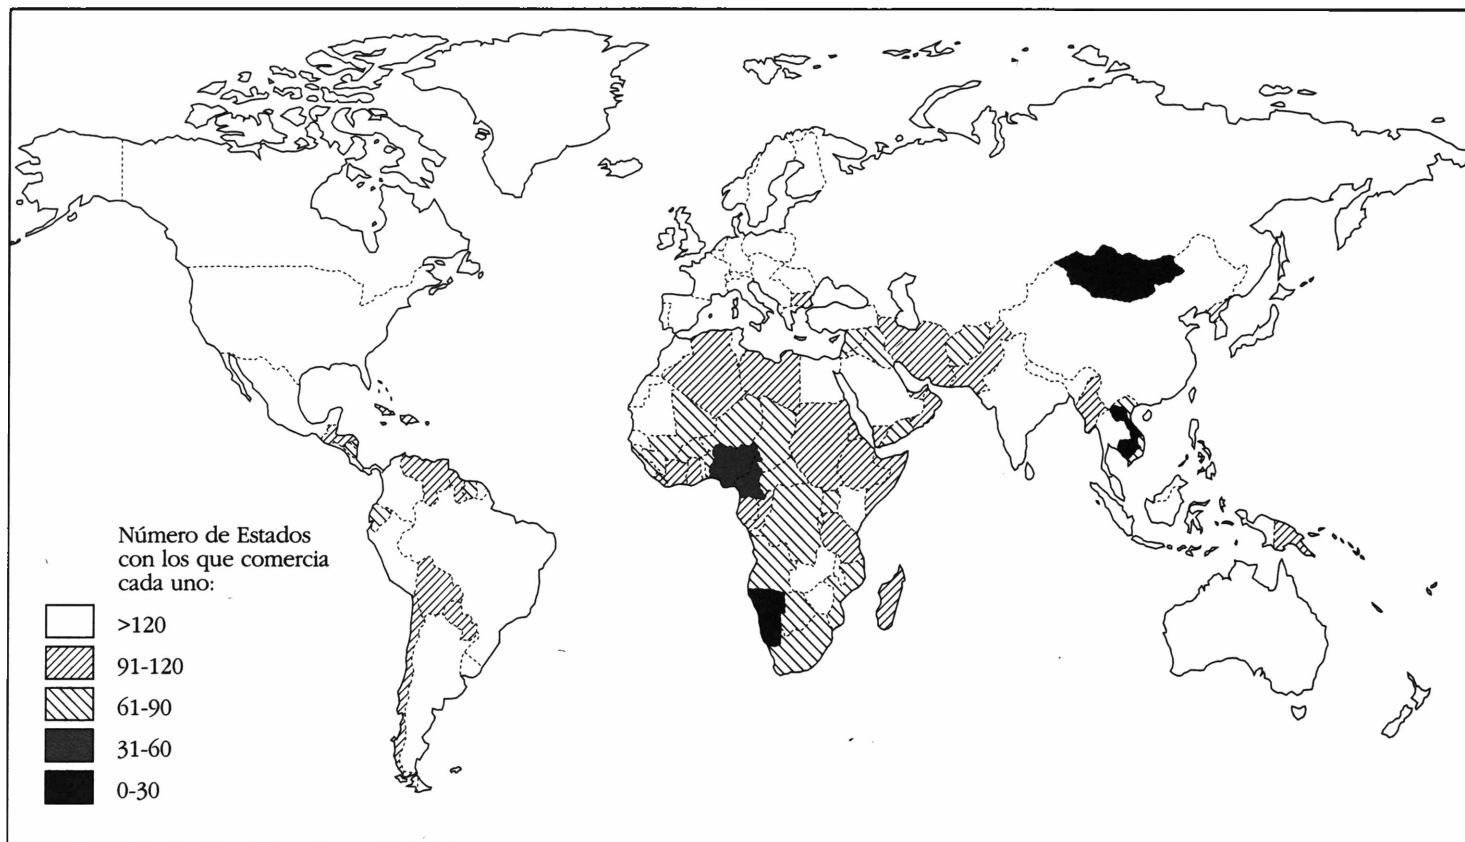 Número de Estados
con los que comercia
cada uno:
>120
91-120
61-90
31-60
0-30